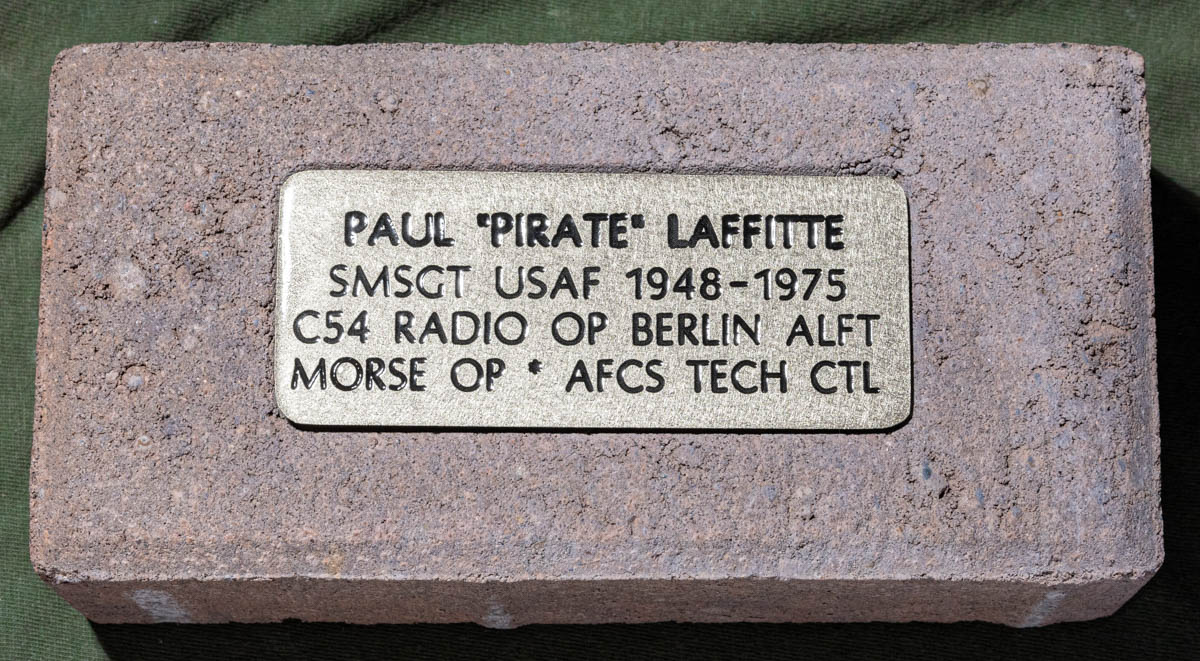 PAUL "PIRATE" LAFFITTE
SMSGT USAF 1948-1975
C54 RADIO OP BERLIN ALFT
MORSE OP * AFCS TECH CTL